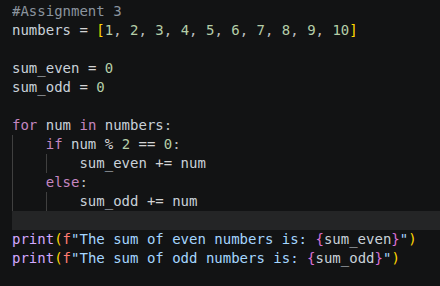 #Assignment 3
numbers = [1, 2, 3, 4, 5, 6, 7, 8, 9, 10]

sum_even = 0
sum_odd = 0

for num in numbers:
    if num % 2 == 0:
        sum_even += num
    else:
        sum_odd += num

print(f"The sum of even numbers is: {sum_even}")
print(f"The sum of odd numbers is: {sum_odd}")